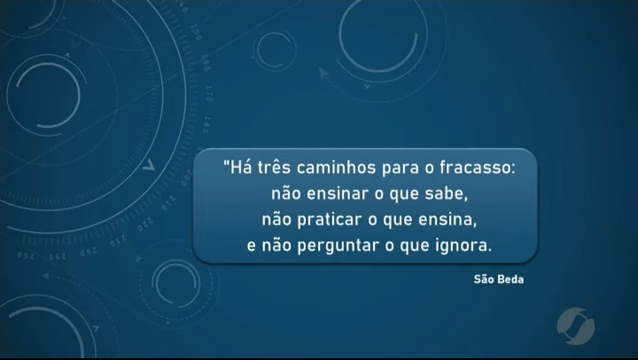 "Há três caminhos para o fracasso:
não ensinar o que sabe,
não praticar o que ensina,
e não perguntar o que ignora.
São Beda